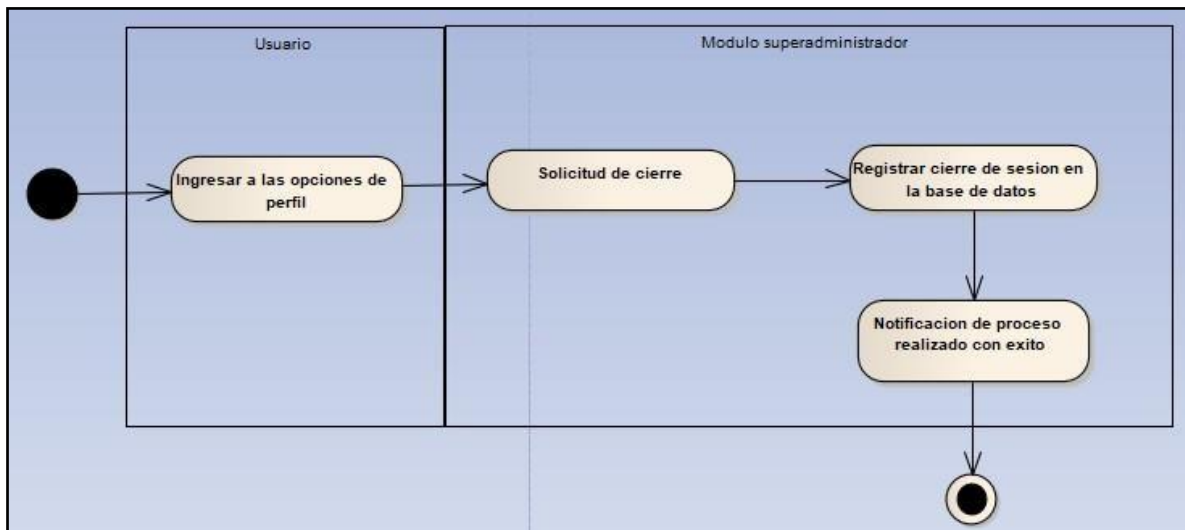 Usuario
Modulo superadministrador
Ingresar a las opciones de
perfil
Solicitud de cierre
Registrar cierre de sesion en
la base de datos
Notificacion de proceso
realizado con exito